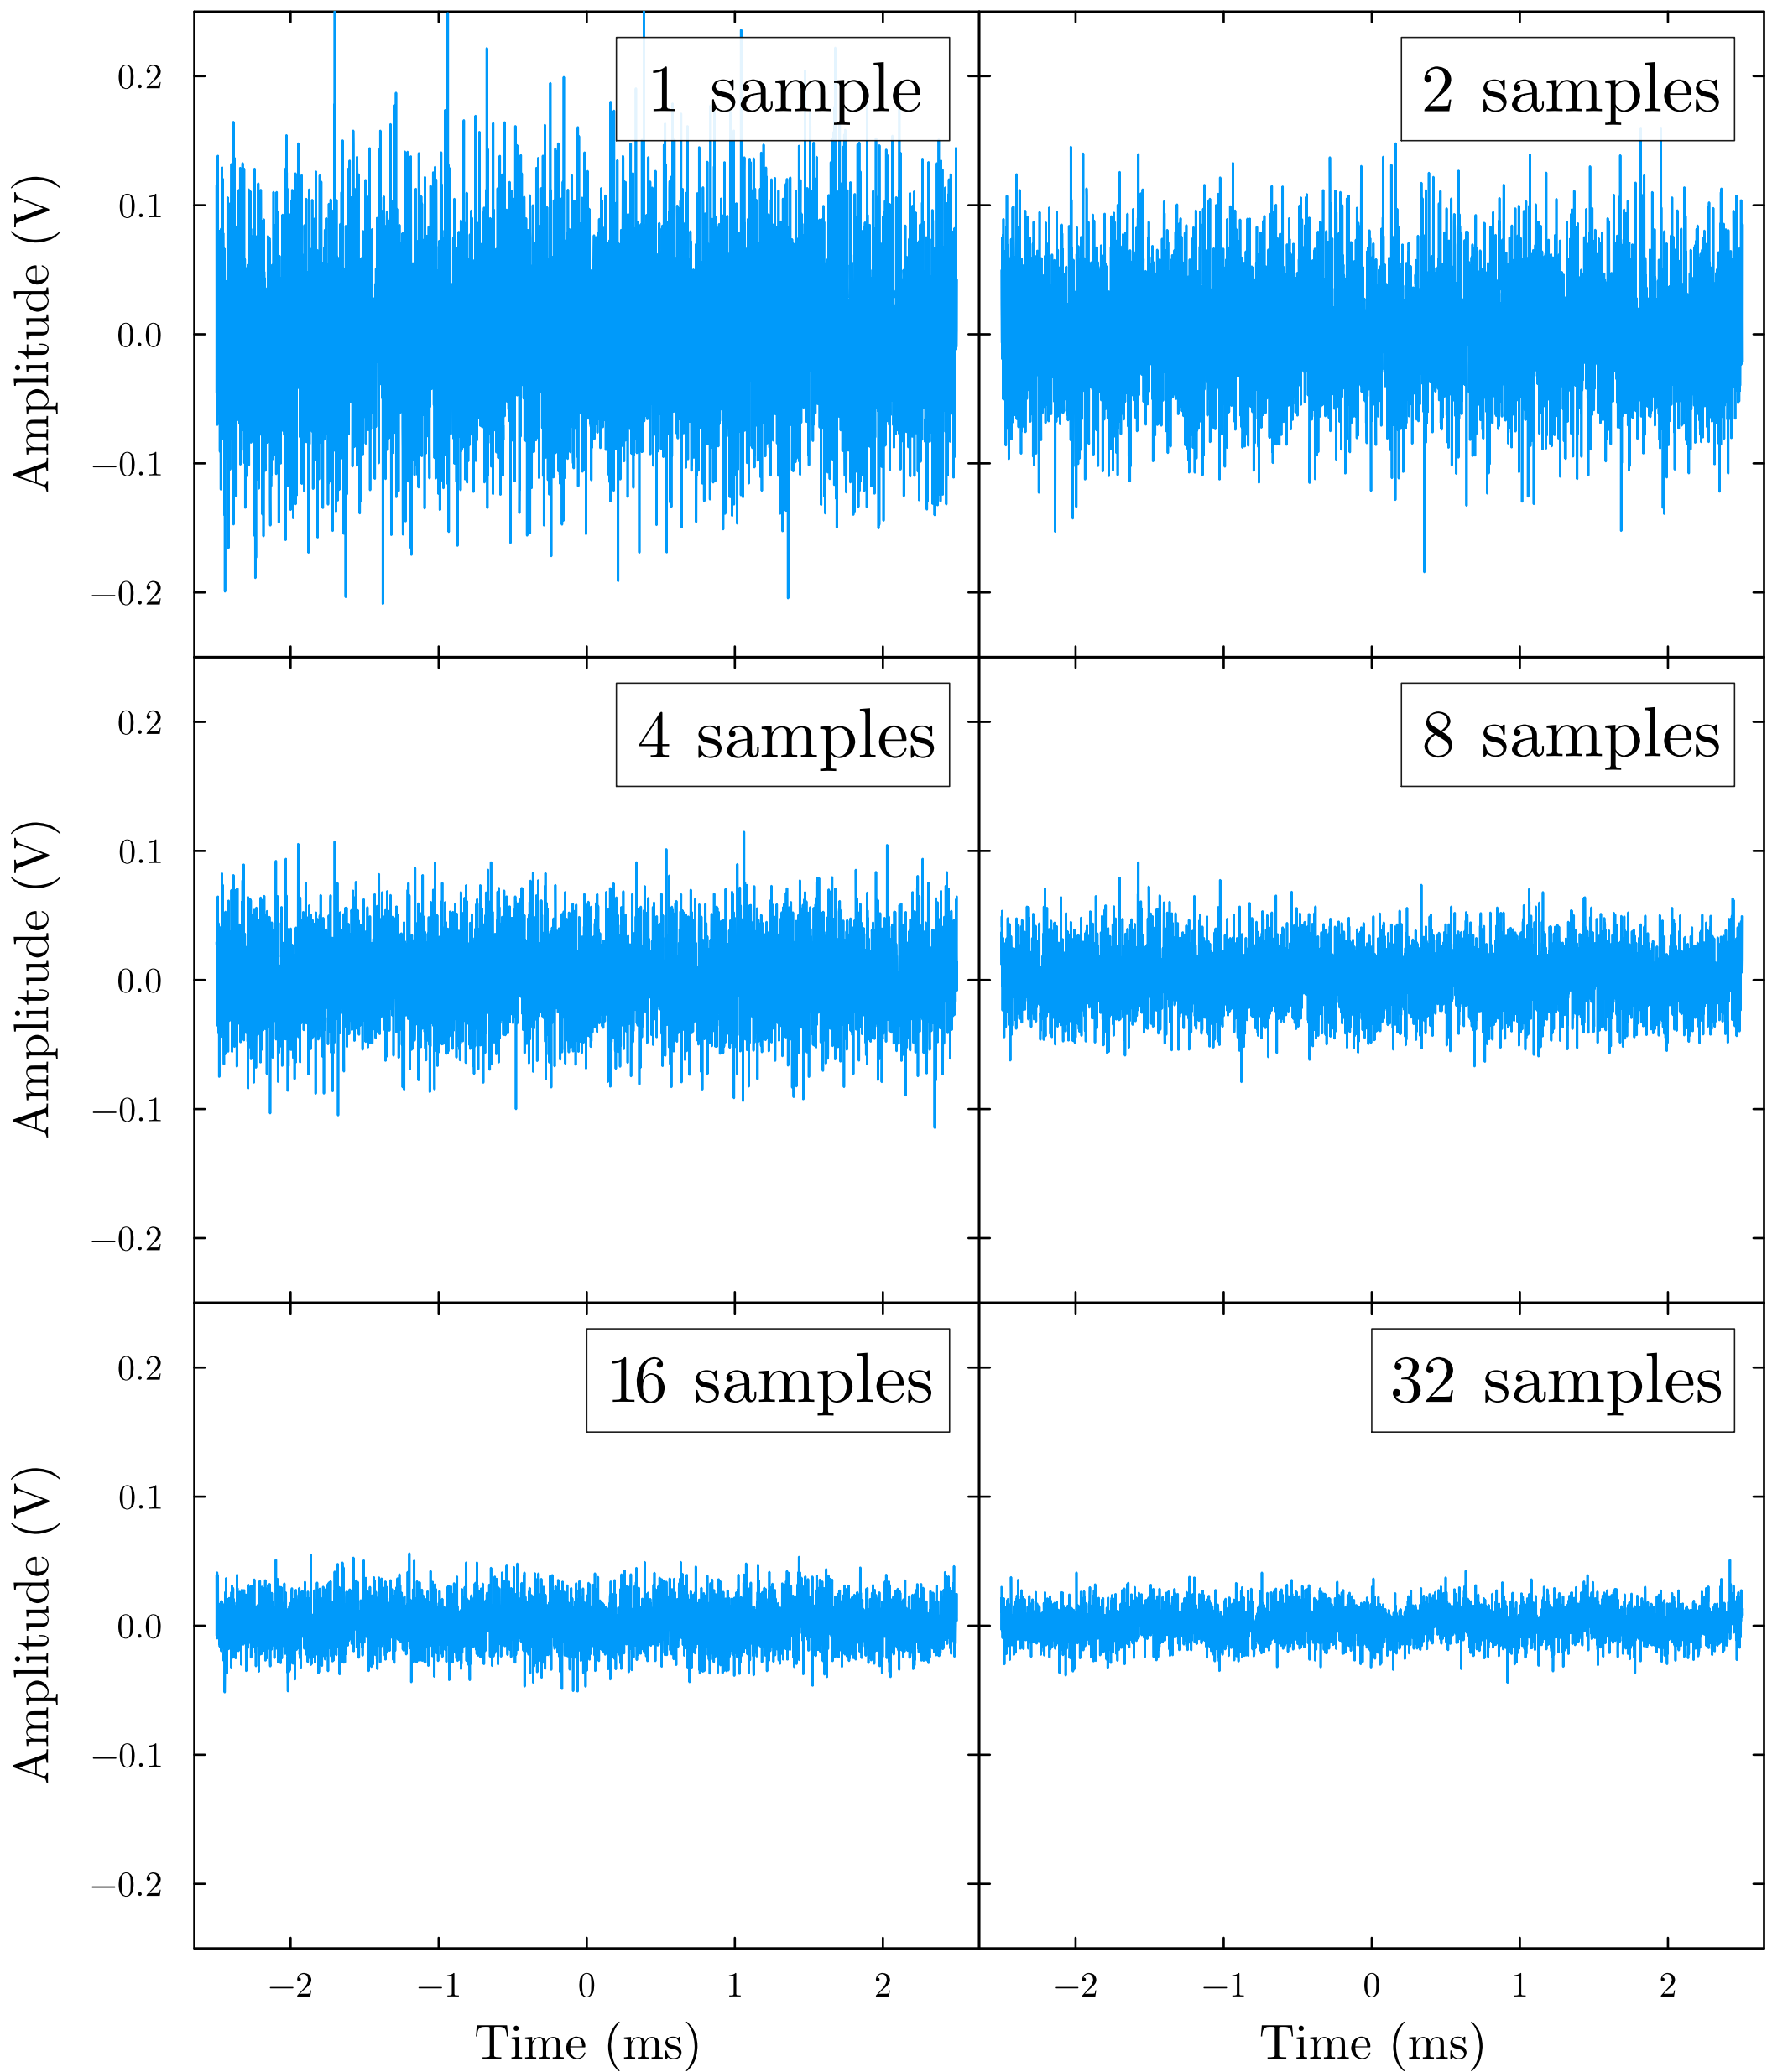 1 sample
2 samples
Amplitude (V)
0.2
0.1
0.0
−0.1
−0.2
4 samples
8 samples
Amplitude (V)
0.2
0.1
0.0
−0.1
−0.2
16 samples
32 samples
Amplitude (V)
0.2
0.1
0.0
−0.1
−0.2
−2 −1 0 1 2
−2 −1 0 1 2
Time (ms)
Time (ms)